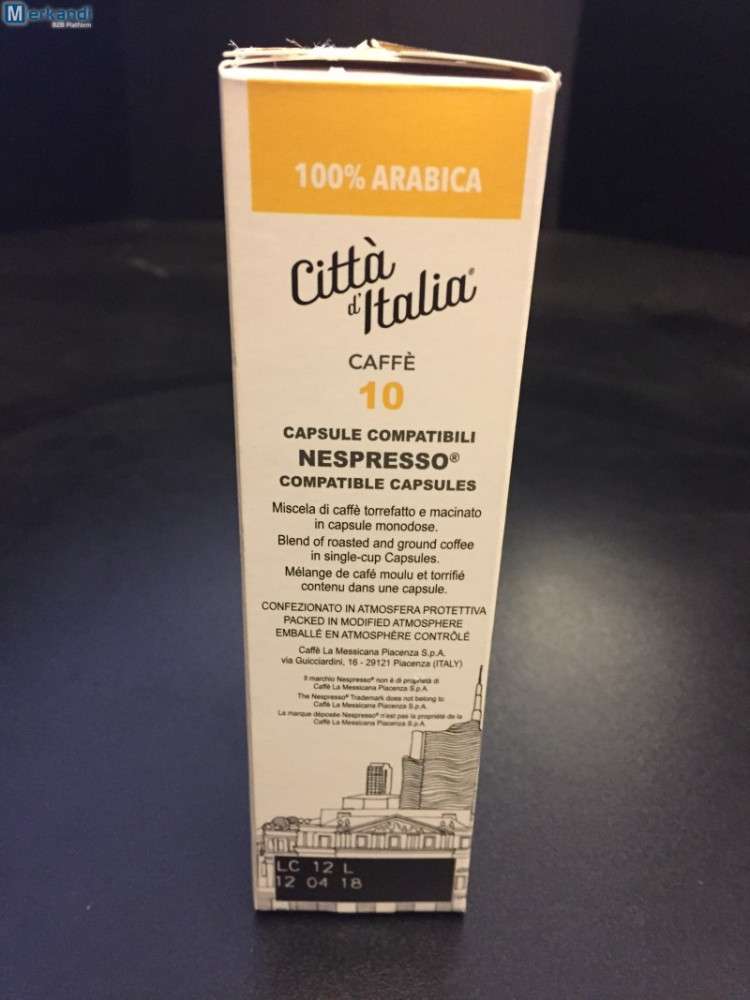 Merkandi
B2B Platform
100% ARABICA
Città
d'Italia®
CAFFÈ
10
CAPSULE COMPATIBILI
NESPRESSO®
COMPATIBLE CAPSULES
Miscela di caffè torrefatto e macinato
in capsule monodose.
Blend of roasted and ground coffee
in single-cup Capsules.
Mélange de café moulu et torrifié
contenu dans une capsule.
CONFEZIONATO IN ATMOSFERA PROTETTIVA
PACKED IN MODIFIED ATMOSPHERE
EMBALLÉ EN ATMOSPHÈRE CONTRÔLÉ
Caffè La Messicana Piacenza S.p.A.
via Guicciardini, 16 - 29121 Piacenza (ITALY)
Il marchio Nespresso® non è di proprietà di
Caffè La Messicana Piacenza S.p.A.
The Nespresso® Trademark does not belong to
Caffè La Messicana Piacenza S.p.A.
La marque déposée Nespresso® n'est pas la propriété de la
Caffè La Messicana Piacenza S.p.A.
LC 12 L
12 04 18